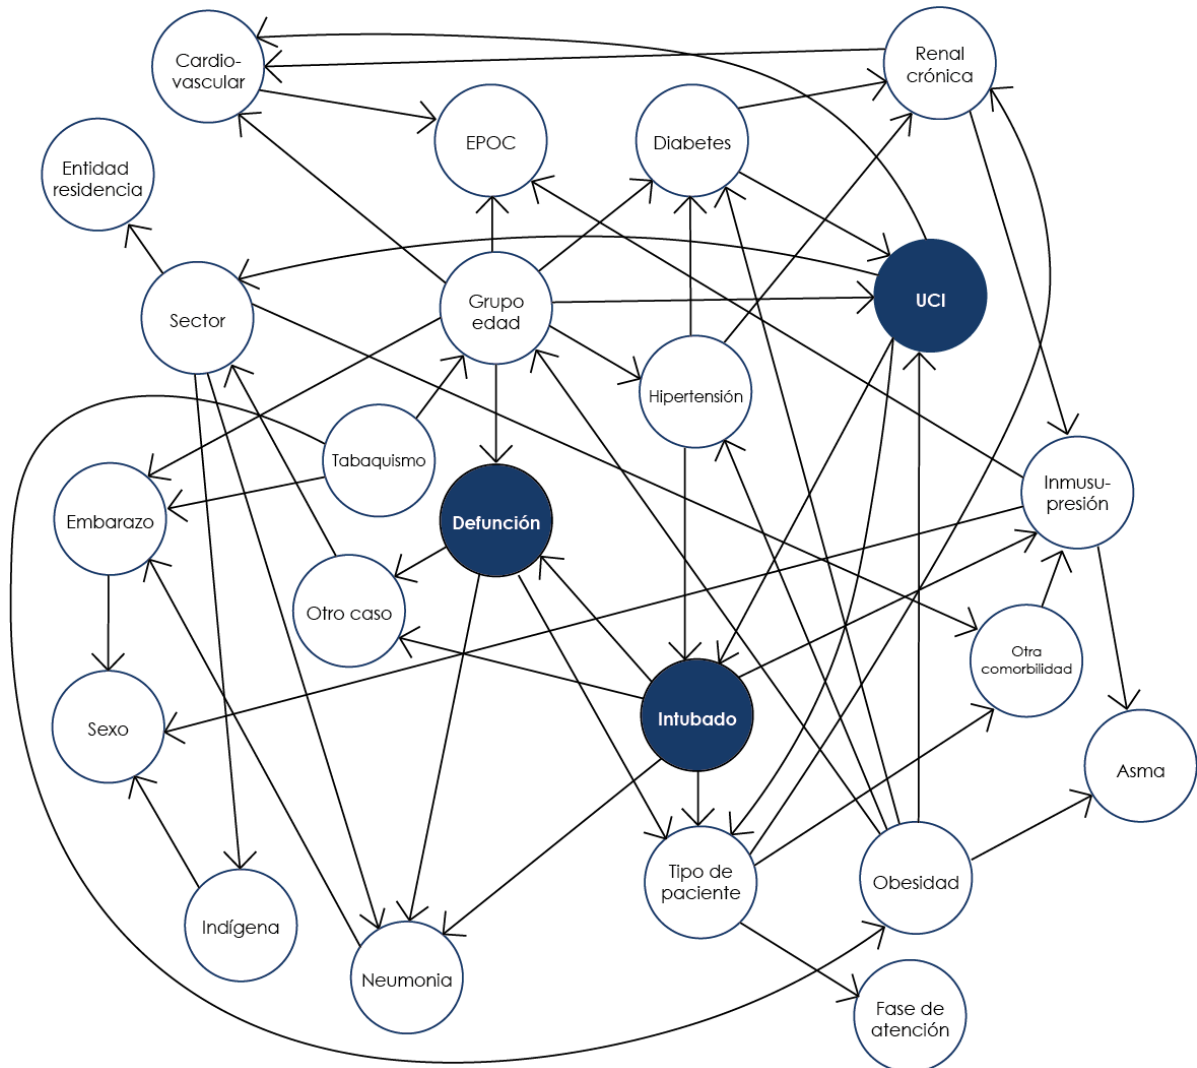 Cardio-
vascular
Renal
crónica
EPOC
Diabetes
Entidad
residencia
UCI
Sector
Grupo
edad
Hipertensión
Tabaquismo
Inmusu-
presión
Embarazo
Defunción
Otro caso
Otra
comorbilidad
Sexo
Intubado
Asma
Tipo de
paciente
Obesidad
Indígena
Neumonia
Fase de
atención